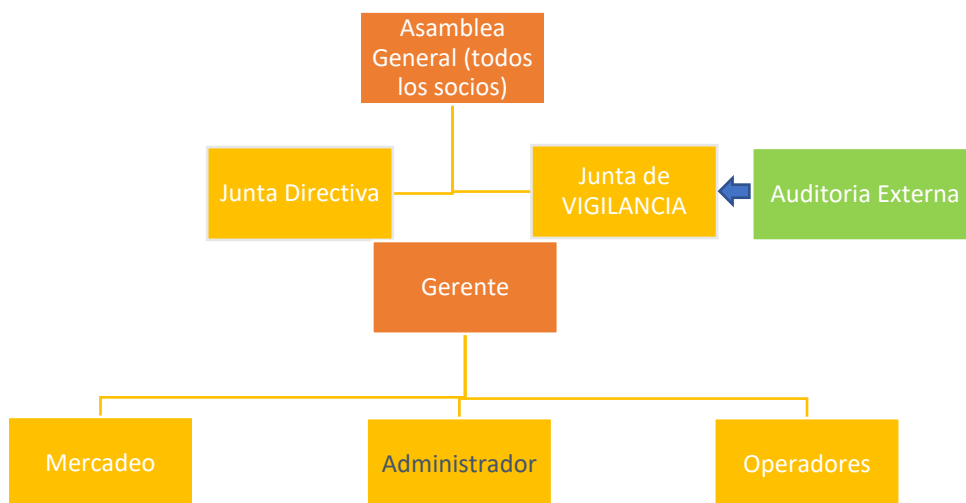 Asamblea
General (todos
los socios)
Junta Directiva
Junta de
VIGILANCIA
Auditoria Externa
Gerente
Mercadeo
Administrador
Operadores